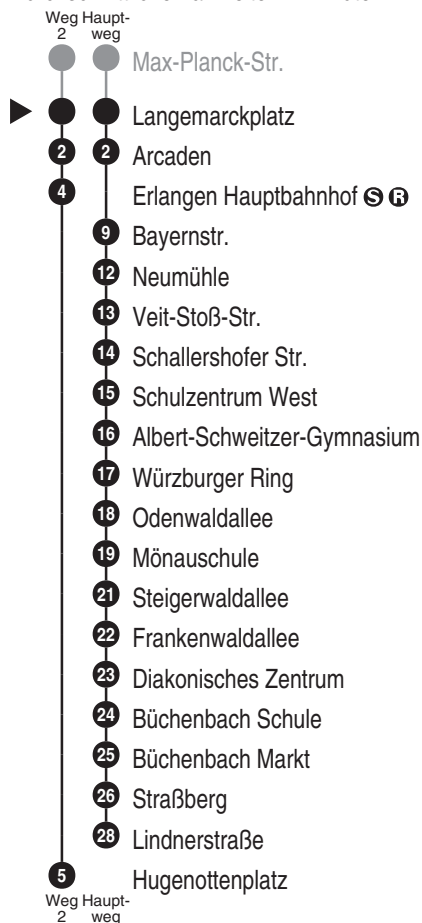 Weg Haupt-
2 weg
Max-Planck-Str.
Langemarckplatz
2 2 Arcaden
4 Erlangen Hauptbahnhof S R
9 Bayernstr.
12 Neumühle
13 Veit-Stoß-Str.
14 Schallershofer Str.
15 Schulzentrum West
16 Albert-Schweitzer-Gymnasium
17 Würzburger Ring
18 Odenwaldallee
19 Mönauschule
21 Steigerwaldallee
22 Frankenwaldallee
23 Diakonisches Zentrum
24 Büchenbach Schule
25 Büchenbach Markt
26 Straßberg
28 Lindnerstraße
5 Hugenottenplatz
Weg Haupt-
2 weg